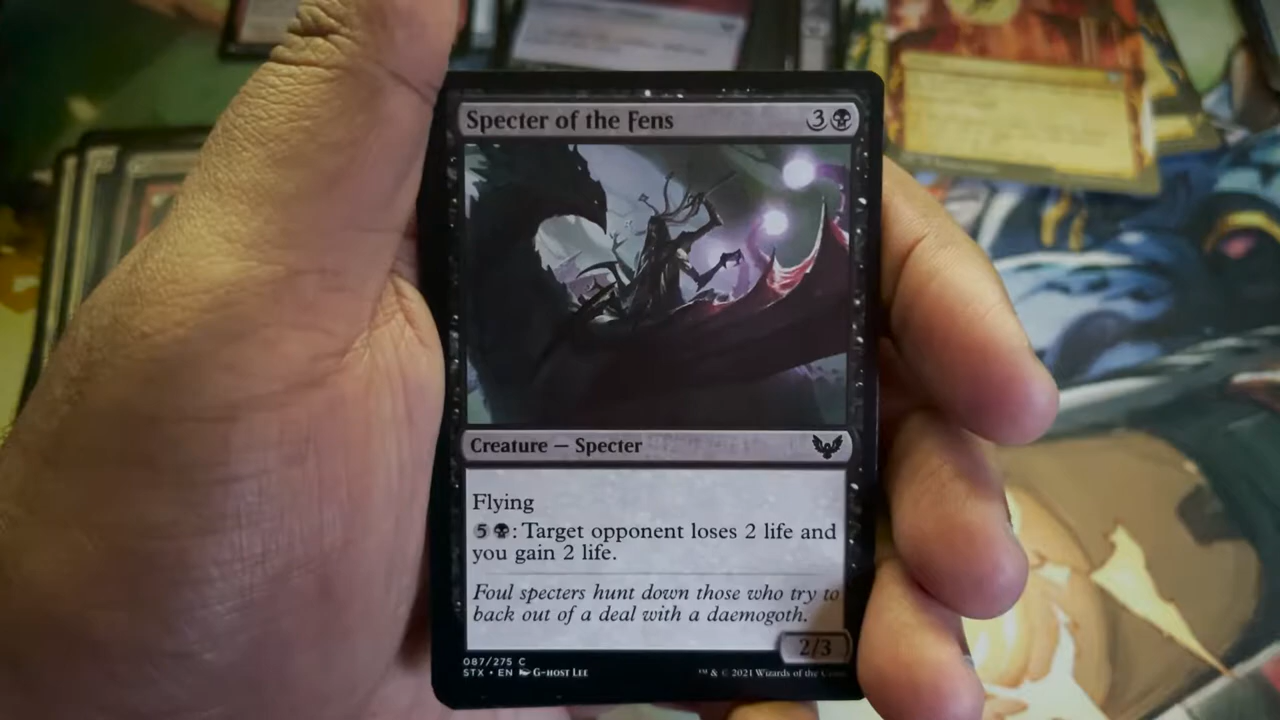 Specter of the Fens 3
Creature — Specter
Flying
5 : Target opponent loses 2 life and
you gain 2 life.
Foul specters hunt down those who try to
back out of a deal with a daemogoth.
2/3
087/275 C
STX • EN G-HOST LEE
™ & © 2021 Wizards of the Coast